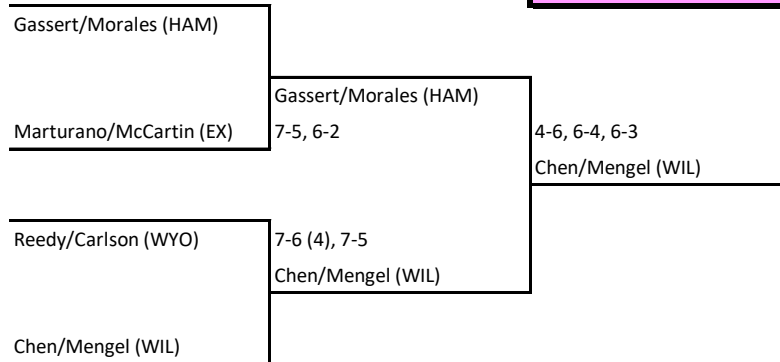 Gassert/Morales (HAM)
Gassert/Morales (HAM)
Marturano/McCartin (EX)
7-5, 6-2
4-6, 6-4, 6-3
Chen/Mengel (WIL)
Reedy/Carlson (WYO)
7-6 (4), 7-5
Chen/Mengel (WIL)
Chen/Mengel (WIL)